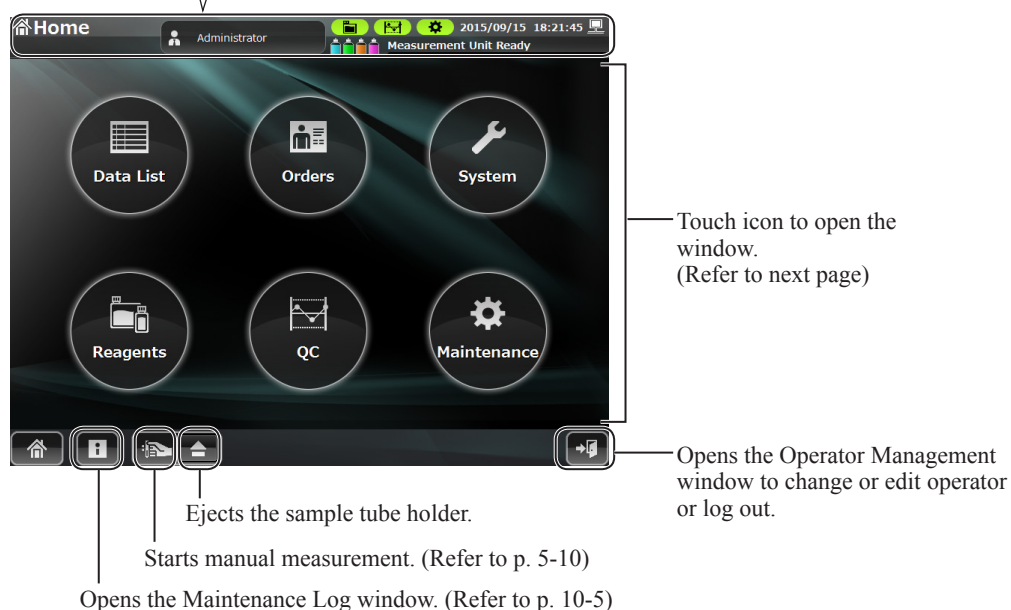 Home
Administrator
2015/09/15 18:21:45
Measurement Unit Ready
Data List
Orders
System
Touch icon to open the
window.
(Refer to next page)
Reagents
QC
Maintenance
Opens the Operator Management
window to change or edit operator
or log out.
Ejects the sample tube holder.
Starts manual measurement. (Refer to p. 5-10)
Opens the Maintenance Log window. (Refer to p. 10-5)